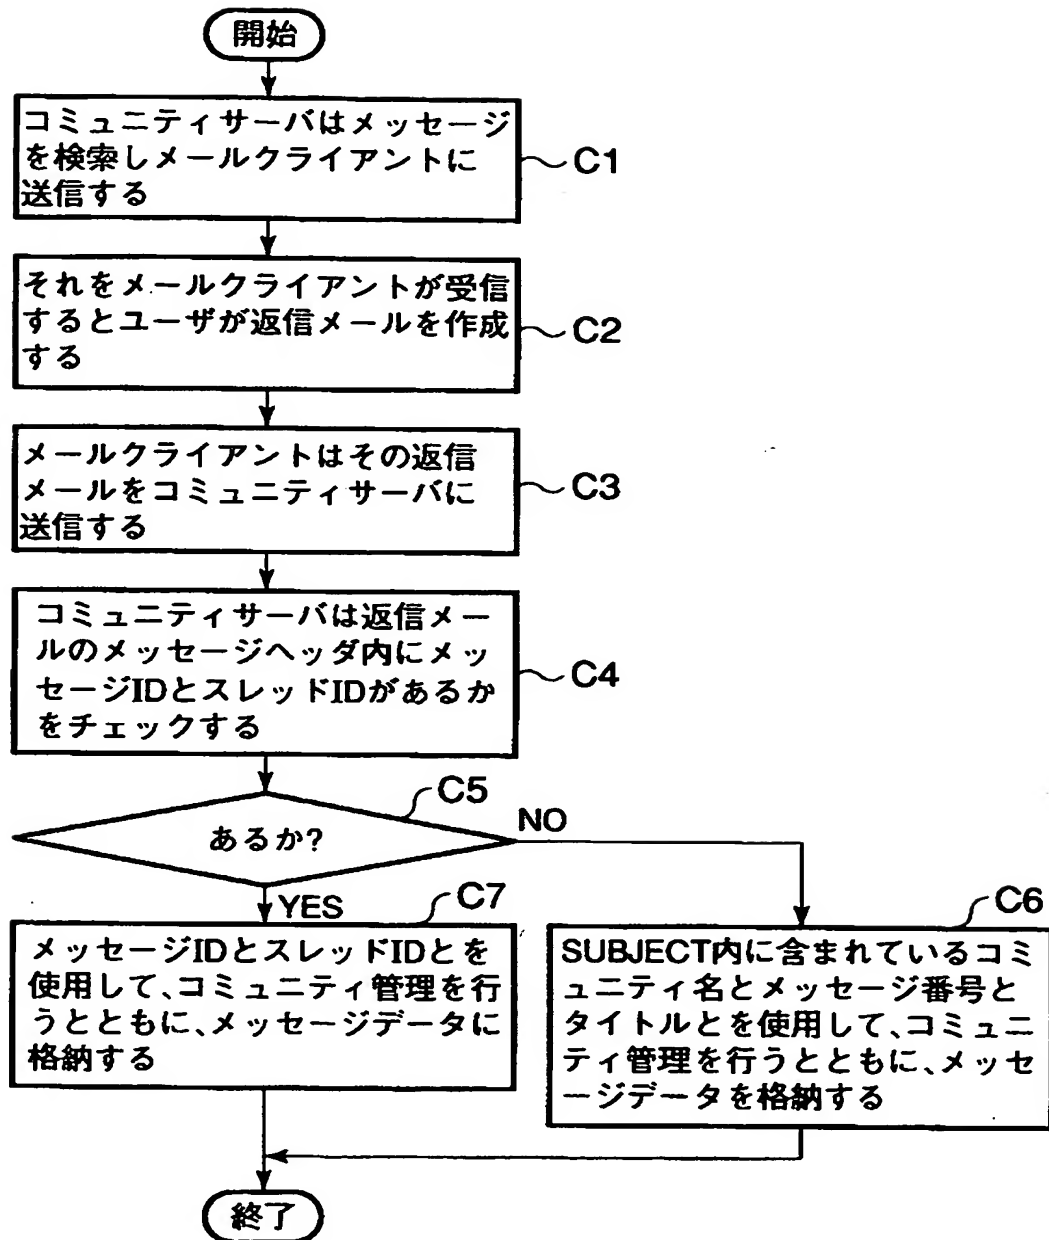 開始
コミュニティサーバはメッセージ
を検索しメールクライアントに
送信する
C1
それをメールクライアントが受信
するとユーザが返信メールを作成
する
C2
メールクライアントはその返信
メールをコミュニティサーバに
送信する
C3
コミュニティサーバは返信メー
ルのメッセージヘッダ内にメッ
セージIDとスレッドIDがあるか
をチェックする
C4
C5
あるか?
NO
YES
C7
メッセージIDとスレッドIDとを
使用して、コミュニティ管理を行
うとともに、メッセージデータに
格納する
C6
SUBJECT内に含まれているコミ
ュニティ名とメッセージ番号と
タイトルとを使用して、コミュニ
ティ管理を行うとともに、メッセ
ージデータを格納する
終了